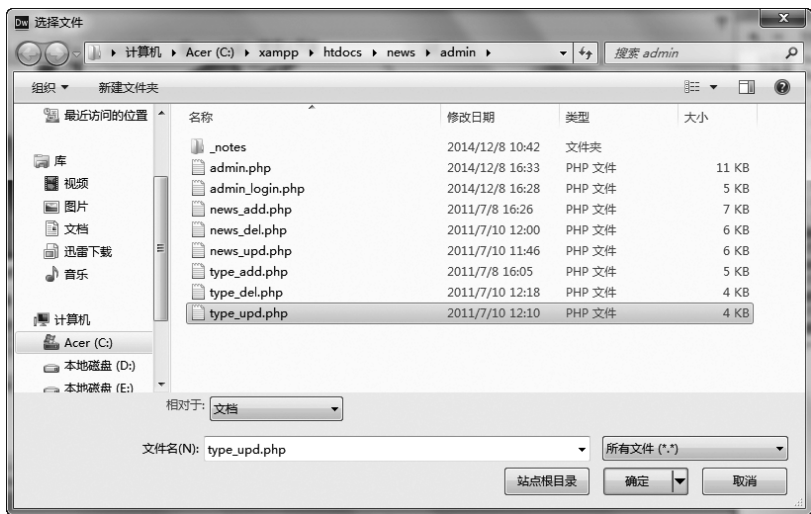 Dw 选择文件
计算机 ▸ Acer (C:) ▸ xampp ▸ htdocs ▸ news ▸ admin ▸
搜索 admin
组织 ▼ 新建文件夹
最近访问的位置
库
视频
图片
文档
迅雷下载
音乐
计算机
Acer (C:)
本地磁盘 (D:)
本地磁盘 (E:)
名称 修改日期 类型 大小
_notes 2014/12/8 10:42 文件夹
admin.php 2014/12/8 16:33 PHP 文件 11 KB
admin_login.php 2014/12/8 16:28 PHP 文件 5 KB
news_add.php 2011/7/8 16:26 PHP 文件 7 KB
news_del.php 2011/7/10 12:00 PHP 文件 6 KB
news_upd.php 2011/7/10 11:46 PHP 文件 6 KB
type_add.php 2011/7/8 16:05 PHP 文件 5 KB
type_del.php 2011/7/10 12:18 PHP 文件 4 KB
type_upd.php 2011/7/10 12:10 PHP 文件 4 KB
相对于: 文档
文件名(N): type_upd.php 所有文件 (*.*)
站点根目录 确定 取消